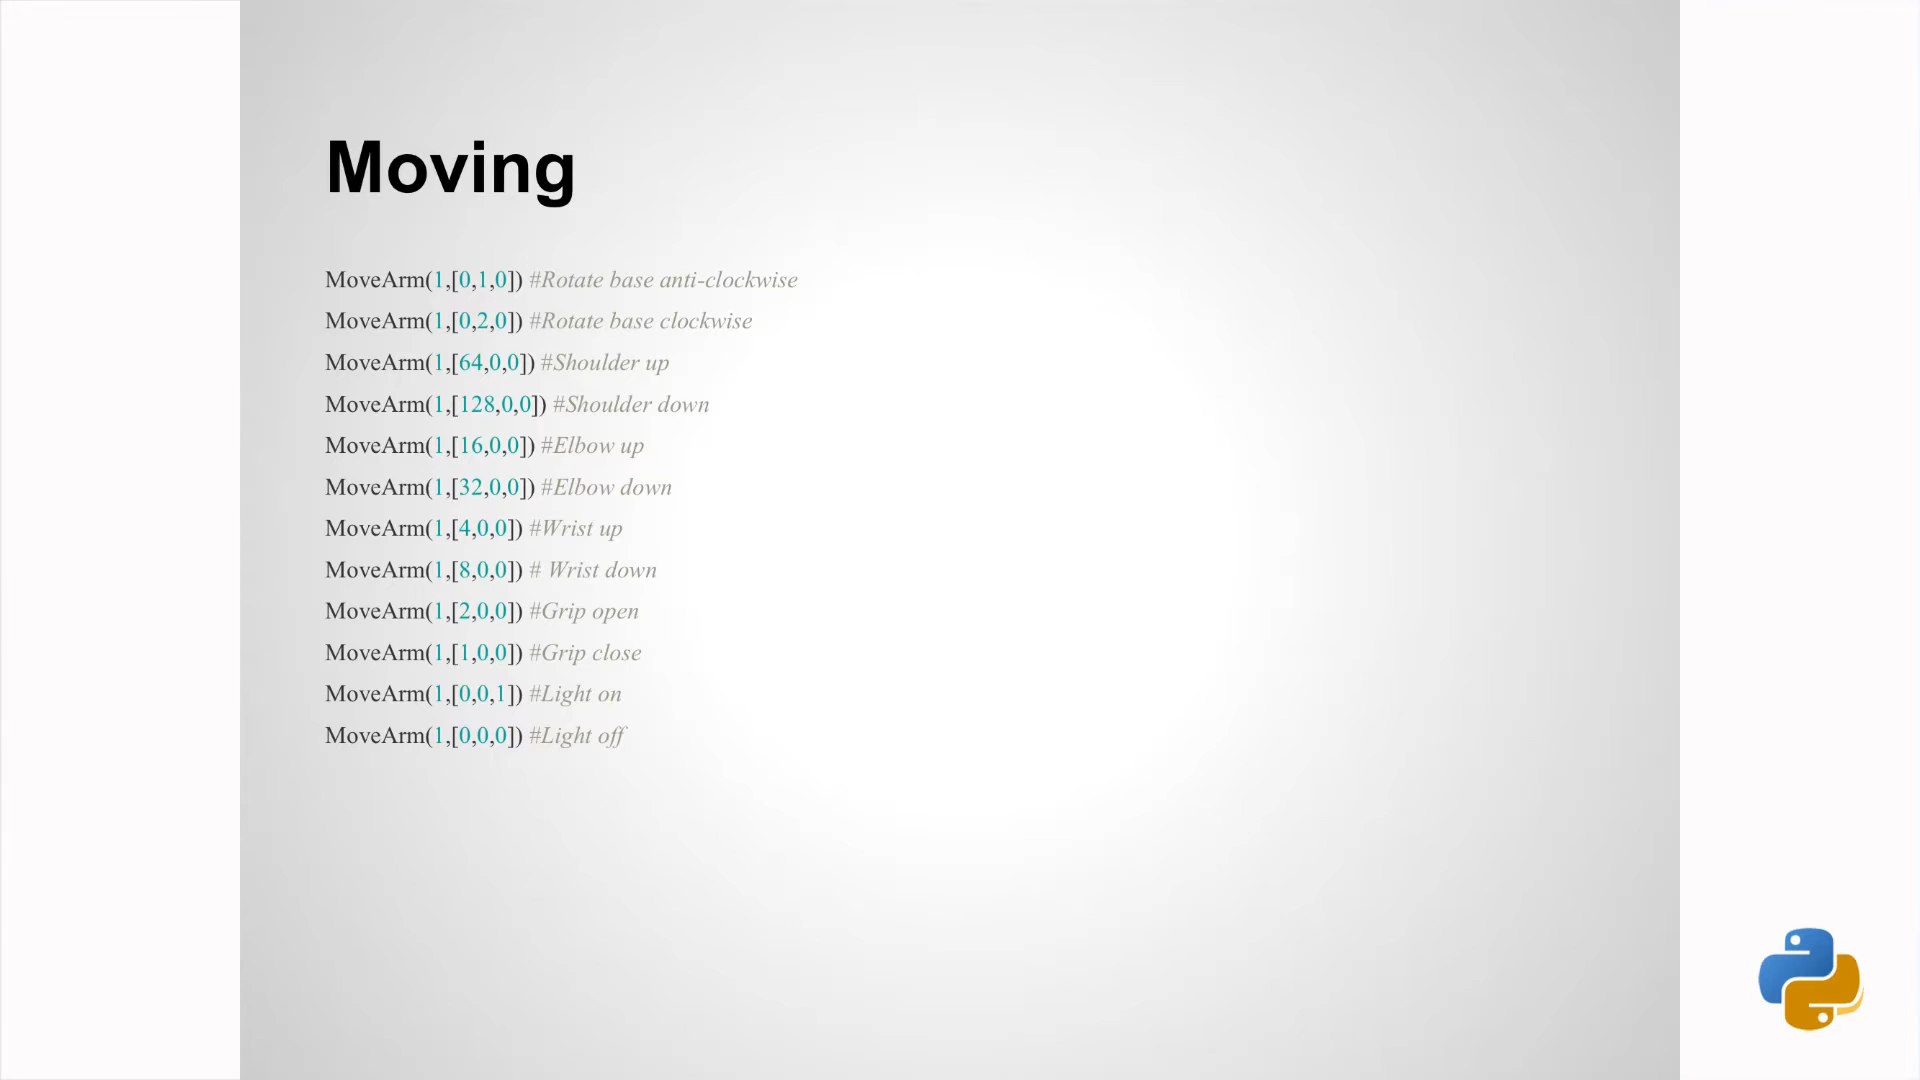 Moving
MoveArm(1,[0,1,0]) #Rotate base anti-clockwise
MoveArm(1,[0,2,0]) #Rotate base clockwise
MoveArm(1,[64,0,0]) #Shoulder up
MoveArm(1,[128,0,0]) #Shoulder down
MoveArm(1,[16,0,0]) #Elbow up
MoveArm(1,[32,0,0]) #Elbow down
MoveArm(1,[4,0,0]) #Wrist up
MoveArm(1,[8,0,0]) # Wrist down
MoveArm(1,[2,0,0]) #Grip open
MoveArm(1,[1,0,0]) #Grip close
MoveArm(1,[0,0,1]) #Light on
MoveArm(1,[0,0,0]) #Light off